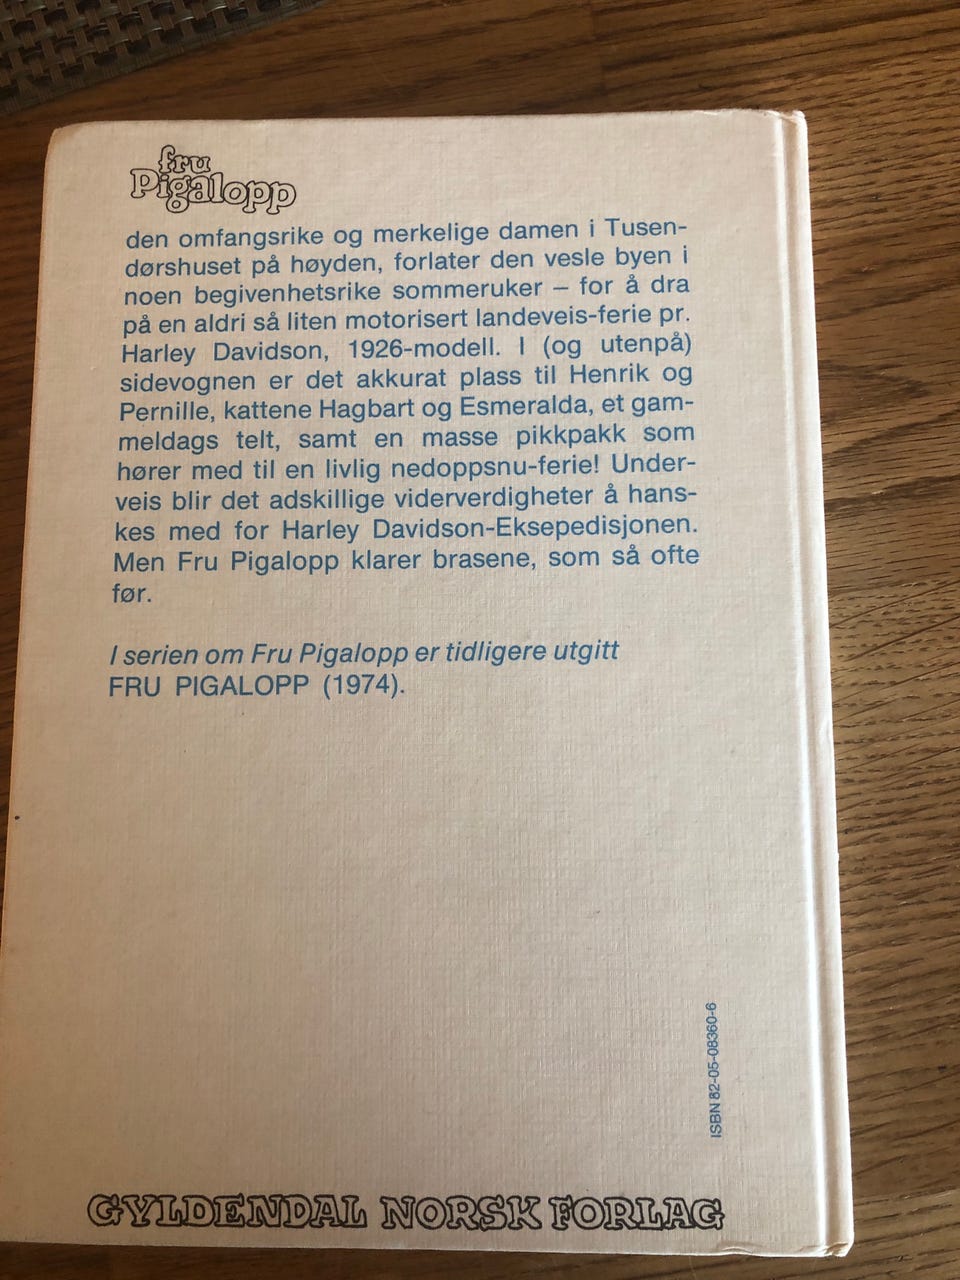 fru
Pigalopp
den omfangsrike og merkelige damen i Tusen-
dørshuset på høyden, forlater den vesle byen i
noen begivenhetsrike sommeruker – for å dra
på en aldri så liten motorisert landeveis-ferie pr.
Harley Davidson, 1926-modell. I (og utenpå)
sidevognen er det akkurat plass til Henrik og
Pernille, kattene Hagbart og Esmeralda, et gam-
meldags telt, samt en masse pikkpakk som
hører med til en livlig nedoppsnu-ferie! Under-
veis blir det adskillige viderverdigheter å hans-
kes med for Harley Davidson-Eksepedisjonen.
Men Fru Pigalopp klarer brasene, som så ofte
før.
I serien om Fru Pigalopp er tidligere utgitt
FRU PIGALOPP (1974).
ISBN 82-05-08360-6
GYLDENDAL NORSK FORLAG